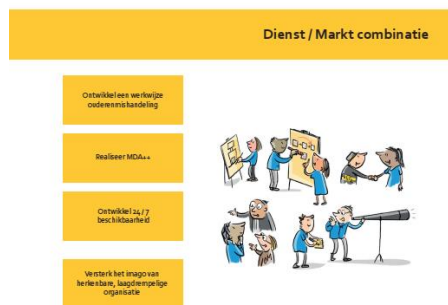 Dienst / Markt combinatie
Ontwikkel een werkwijze
ouderenmishandeling
Realiseer MDA++
Ontwikkel 24 / 7
beschikbaarheid
Versterk het imago van
herkenbare, laagdrempelige
organisatie